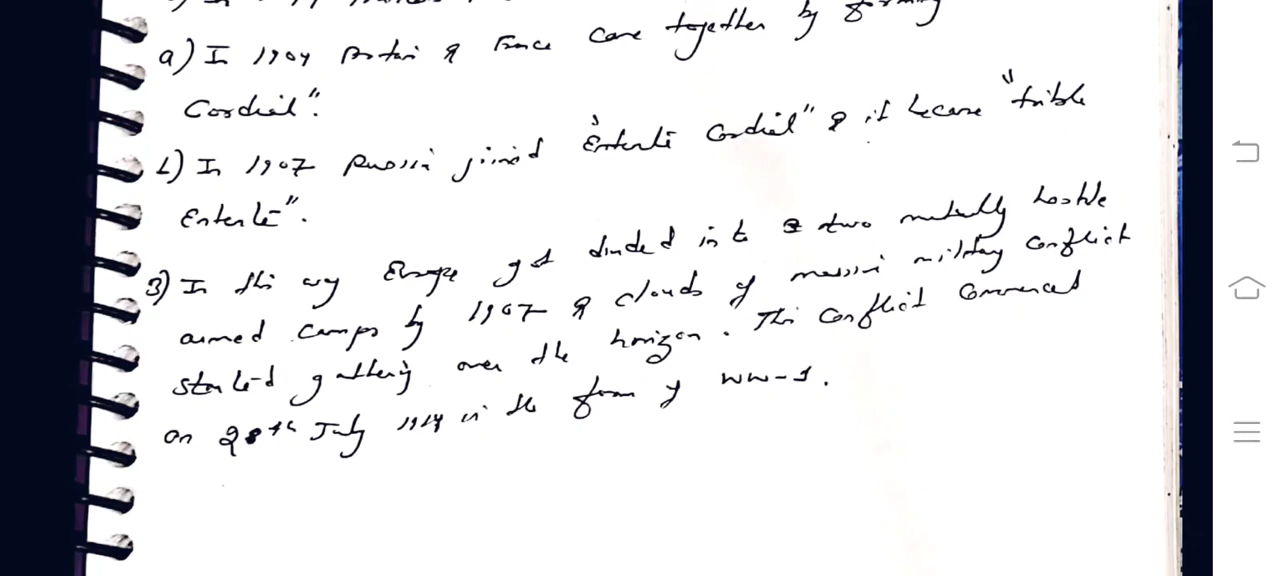 a) In 1904 Britain & France came together by forming
Cordial".
b) In 1907 Russia joined "Entente Cordial" & it became "Trible
Entente".
3) In this way Europe got divided into two mutually hostile
armed camps by 1907 & clouds of massive military conflict
started gathering over the horizon. This conflict commenced
on 28th July 1914 in the form of WW-1.